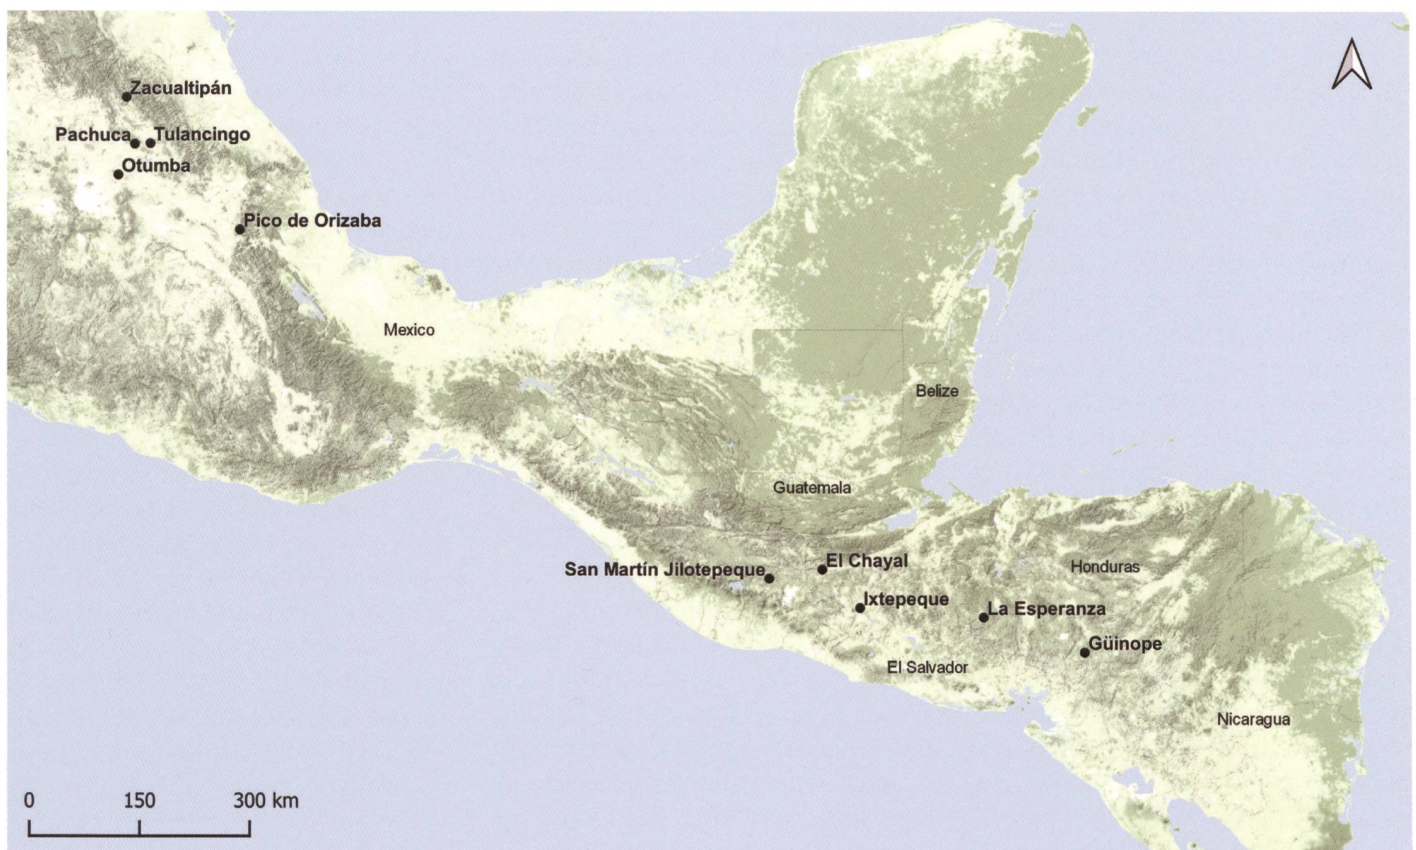 Zacualtipán
Pachuca
Tulancingo
Otumba
Pico de Orizaba
Mexico
Belize
Guatemala
El Chayal
San Martín Jilotepeque
Honduras
Ixtepeque
La Esperanza
Güinope
El Salvador
Nicaragua
0 150 300 km